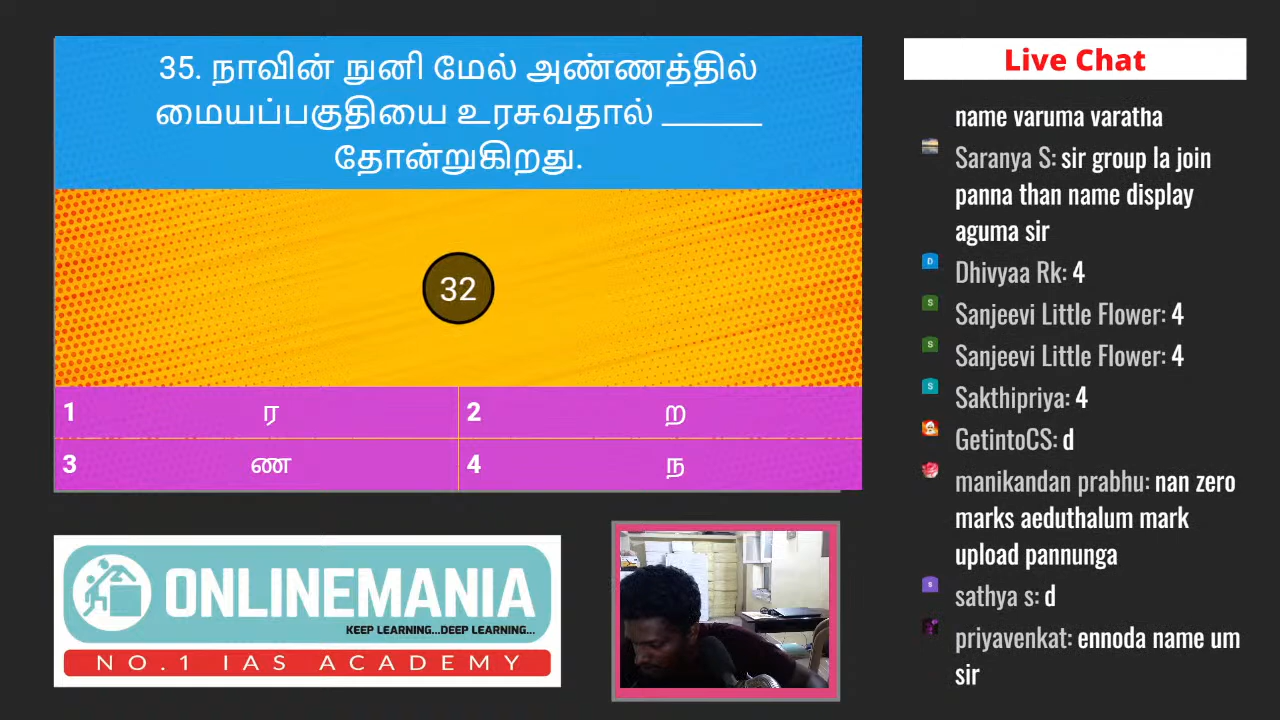 35. நாவின் நுனி மேல் அண்ணத்தில்
மையப்பகுதியை உரசுவதால் ______
தோன்றுகிறது.
32
1 ர
2 ற
3 ண
4 ந
ONLINEMANIA
KEEP LEARNING...DEEP LEARNING...
NO.1 IAS ACADEMY
Live Chat
name varuma varatha
Saranya S: sir group la join
panna than name display
aguma sir
Dhivyaa Rk: 4
Sanjeevi Little Flower: 4
Sanjeevi Little Flower: 4
Sakthipriya: 4
GetintoCS: d
manikandan prabhu: nan zero
marks aeduthalum mark
upload pannunga
sathya s: d
priyavenkat: ennoda name um
sir